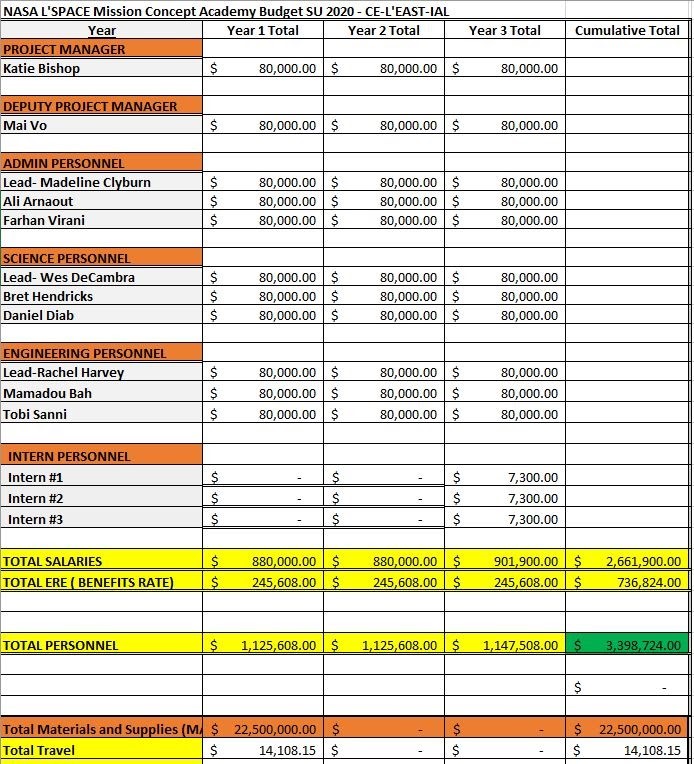 NASA L'SPACE Mission Concept Academy Budget SU 2020 - CE-L'EAST-IAL
Year Year 1 Total Year 2 Total Year 3 Total Cumulative Total
PROJECT MANAGER
Katie Bishop $ 80,000.00 $ 80,000.00 $ 80,000.00
DEPUTY PROJECT MANAGER
Mai Vo $ 80,000.00 $ 80,000.00 $ 80,000.00
ADMIN PERSONNEL
Lead- Madeline Clyburn $ 80,000.00 $ 80,000.00 $ 80,000.00
Ali Arnaout $ 80,000.00 $ 80,000.00 $ 80,000.00
Farhan Virani $ 80,000.00 $ 80,000.00 $ 80,000.00
SCIENCE PERSONNEL
Lead- Wes DeCambra $ 80,000.00 $ 80,000.00 $ 80,000.00
Bret Hendricks $ 80,000.00 $ 80,000.00 $ 80,000.00
Daniel Diab $ 80,000.00 $ 80,000.00 $ 80,000.00
ENGINEERING PERSONNEL
Lead-Rachel Harvey $ 80,000.00 $ 80,000.00 $ 80,000.00
Mamadou Bah $ 80,000.00 $ 80,000.00 $ 80,000.00
Tobi Sanni $ 80,000.00 $ 80,000.00 $ 80,000.00
INTERN PERSONNEL
Intern #1 $ - $ - $ 7,300.00
Intern #2 $ - $ - $ 7,300.00
Intern #3 $ - $ - $ 7,300.00
TOTAL SALARIES $ 880,000.00 $ 880,000.00 $ 901,900.00 $ 2,661,900.00
TOTAL ERE ( BENEFITS RATE) $ 245,608.00 $ 245,608.00 $ 245,608.00 $ 736,824.00
TOTAL PERSONNEL $ 1,125,608.00 $ 1,125,608.00 $ 1,147,508.00 $ 3,398,724.00
$ -
Total Materials and Supplies (MA $ 22,500,000.00 $ - $ - $ 22,500,000.00
Total Travel $ 14,108.15 $ - $ - $ 14,108.15